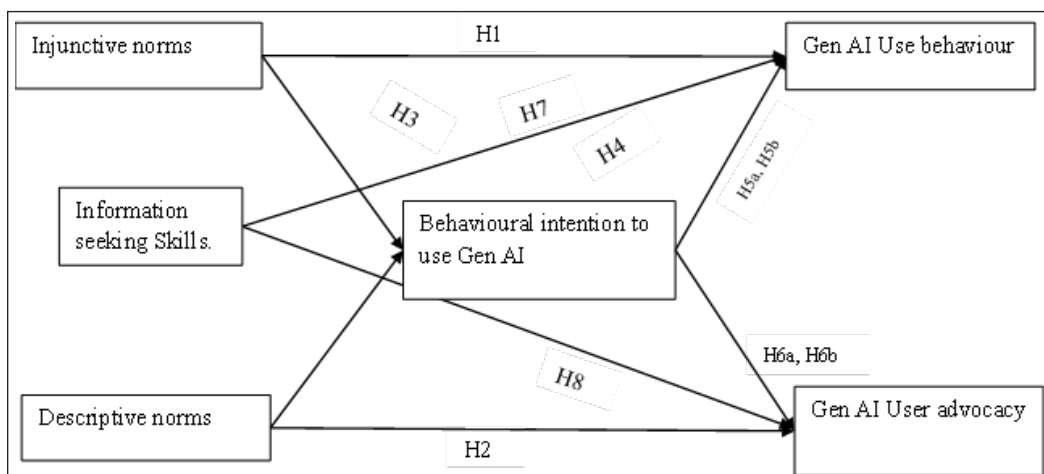 H1
Injunctive norms
Gen AI Use behaviour
H3
H7
H4
H5a, H5b
Information
seeking Skills.
Behavioural intention to
use Gen AI
H6a, H6b
H8
Descriptive norms
Gen AI User advocacy
H2